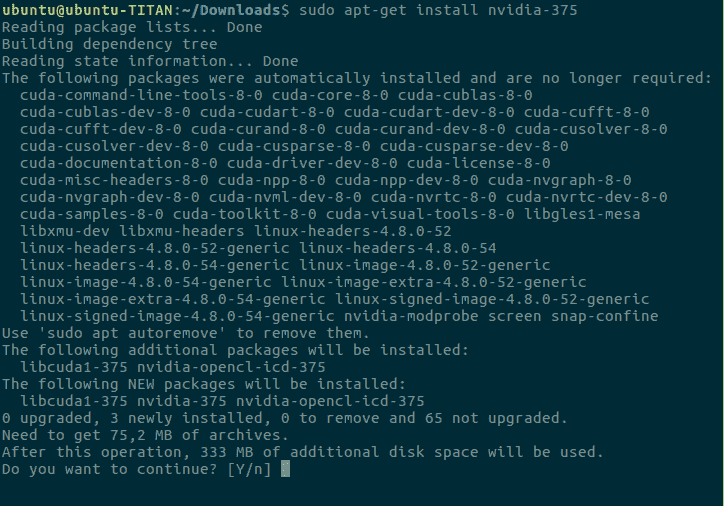 ubuntu@ubuntu-TITAN:~/Downloads$ sudo apt-get install nvidia-375
Reading package lists... Done
Building dependency tree
Reading state information... Done
The following packages were automatically installed and are no longer required:
  cuda-command-line-tools-8-0 cuda-core-8-0 cuda-cublas-8-0
  cuda-cublas-dev-8-0 cuda-cudart-8-0 cuda-cudart-dev-8-0 cuda-cufft-8-0
  cuda-cufft-dev-8-0 cuda-curand-8-0 cuda-curand-dev-8-0 cuda-cusolver-8-0
  cuda-cusolver-dev-8-0 cuda-cusparse-8-0 cuda-cusparse-dev-8-0
  cuda-documentation-8-0 cuda-driver-dev-8-0 cuda-license-8-0
  cuda-misc-headers-8-0 cuda-npp-8-0 cuda-npp-dev-8-0 cuda-nvgraph-8-0
  cuda-nvgraph-dev-8-0 cuda-nvml-dev-8-0 cuda-nvrtc-8-0 cuda-nvrtc-dev-8-0
  cuda-samples-8-0 cuda-toolkit-8-0 cuda-visual-tools-8-0 libgles1-mesa
  libxmu-dev libxmu-headers linux-headers-4.8.0-52
  linux-headers-4.8.0-52-generic linux-headers-4.8.0-54
  linux-headers-4.8.0-54-generic linux-image-4.8.0-52-generic
  linux-image-4.8.0-54-generic linux-image-extra-4.8.0-52-generic
  linux-image-extra-4.8.0-54-generic linux-signed-image-4.8.0-52-generic
  linux-signed-image-4.8.0-54-generic nvidia-modprobe screen snap-confine
Use 'sudo apt autoremove' to remove them.
The following additional packages will be installed:
  libcuda1-375 nvidia-opencl-icd-375
The following NEW packages will be installed:
  libcuda1-375 nvidia-375 nvidia-opencl-icd-375
0 upgraded, 3 newly installed, 0 to remove and 65 not upgraded.
Need to get 75,2 MB of archives.
After this operation, 333 MB of additional disk space will be used.
Do you want to continue? [Y/n]